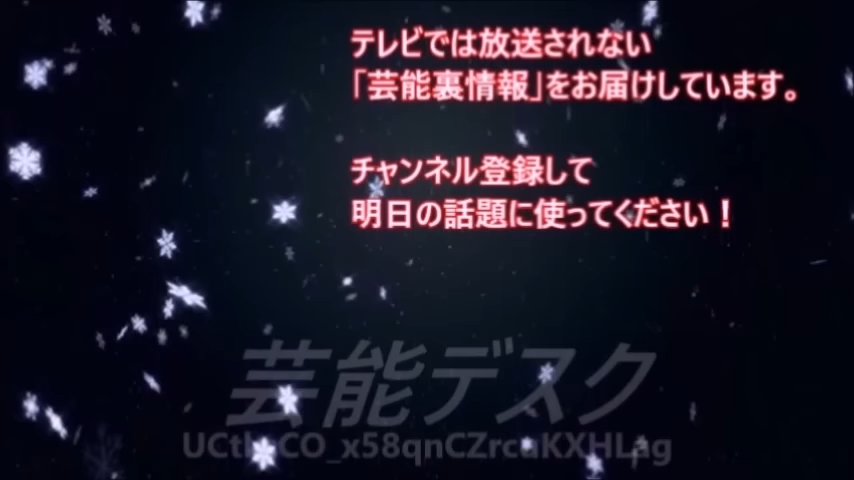 テレビでは放送されない
「芸能裏情報」をお届けしています。
チャンネル登録して
明日の話題に使ってください！
芸能デスク